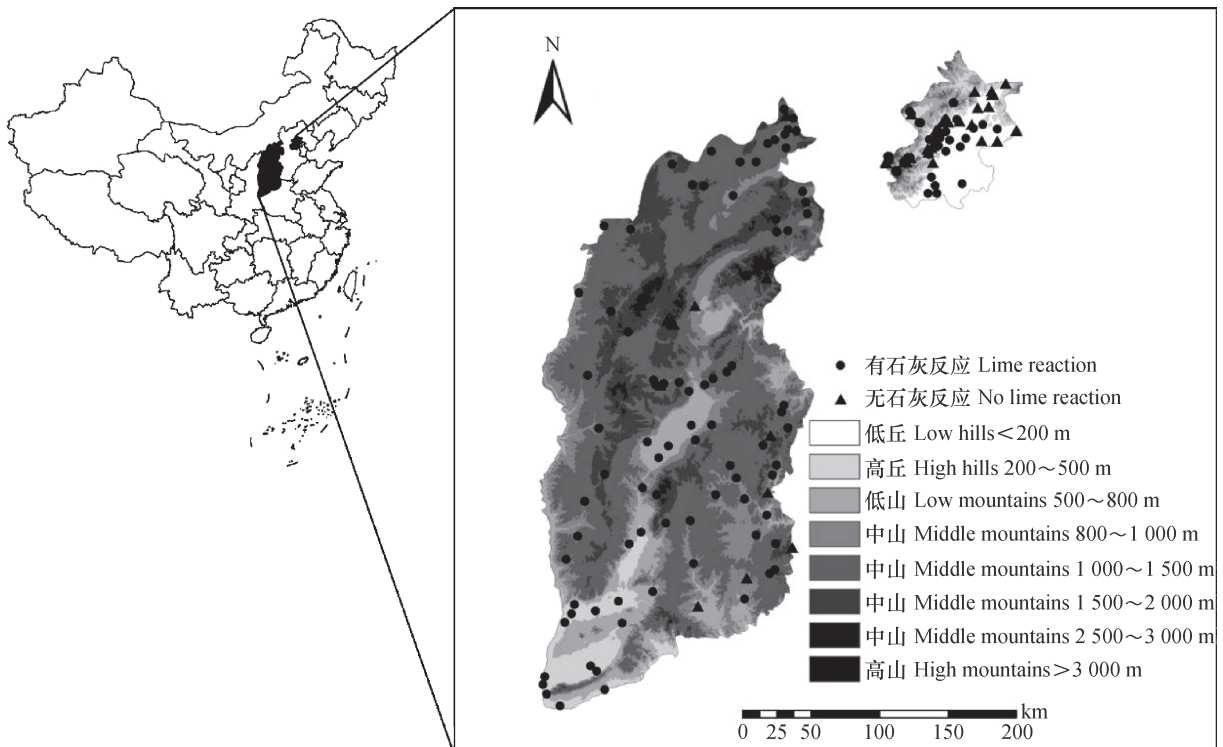 N
有石灰反应 Lime reaction
无石灰反应 No lime reaction
低丘 Low hills<200 m
高丘 High hills 200～500 m
低山 Low mountains 500～800 m
中山 Middle mountains 800～1 000 m
中山 Middle mountains 1 000～1 500 m
中山 Middle mountains 1 500～2 000 m
中山 Middle mountains 2 500～3 000 m
高山 High mountains>3 000 m
km
0 25 50 100 150 200